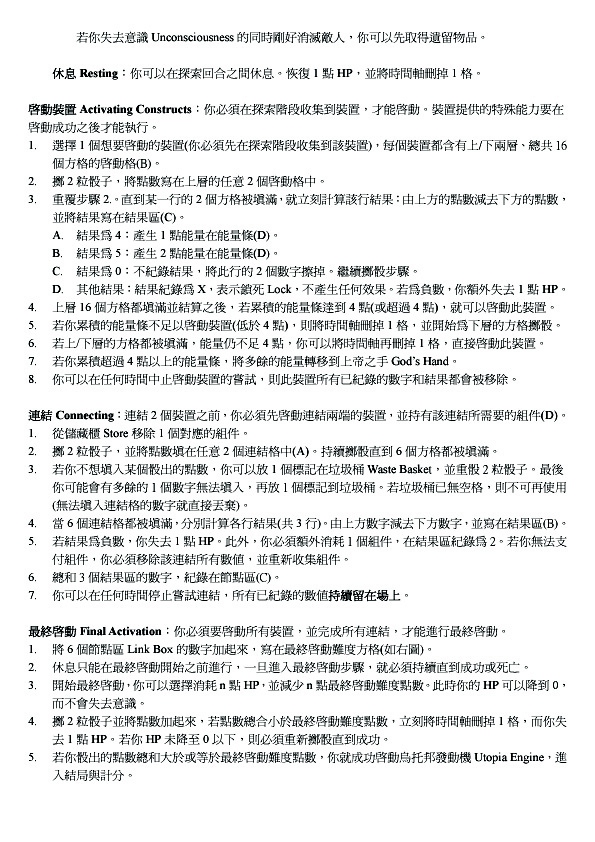 若你失去意識 Unconsciousness 的同時剛好消滅敵人，你可以先取得遺留物品。
休息 Resting：你可以在探索回合之間休息。恢復 1 點 HP，並將時間軸刪掉 1 格。
啓動裝置 Activating Constructs：你必須在探索階段收集到裝置，才能啓動。裝置提供的特殊能力要在
啓動成功之後才能執行。
1. 選擇 1 個想要啓動的裝置(你必須先在探索階段收集到該裝置)，每個裝置都含有上/下兩層、總共 16
個方格的啓動格(B)。
2. 擲 2 粒骰子，將點數寫在上層的任意 2 個啓動格中。
3. 重覆步驟 2.。直到某一行的 2 個方格被填滿，就立刻計算該行結果：由上方的點數減去下方的點數，
並將結果寫在結果區(C)。
A. 結果為 4：產生 1 點能量在能量條(D)。
B. 結果為 5：產生 2 點能量在能量條(D)。
C. 結果為 0：不紀錄結果，將此行的 2 個數字擦掉。繼續擲骰步驟。
D. 其他結果：結果紀錄為 X，表示鎖死 Lock，不產生任何效果。若為負數，你額外失去 1 點 HP。
4. 上層 16 個方格都填滿並結算之後，若累積的能量條達到 4 點(或超過 4 點)，就可以啓動此裝置。
5. 若你累積的能量條不足以啓動裝置(低於 4 點)，則將時間軸刪掉 1 格，並開始為下層的方格擲骰。
6. 若上/下層的方格都被填滿，能量仍不足 4 點，你可以將時間軸再刪掉 1 格，直接啓動此裝置。
7. 若你累積超過 4 點以上的能量條，將多餘的能量轉移到上帝之手 God's Hand。
8. 你可以在任何時間中止啓動裝置的嘗試，則此裝置所有已紀錄的數字和結果都會被移除。
連結 Connecting：連結 2 個裝置之前，你必須先啓動連結兩端的裝置，並持有該連結所需要的組件(D)。
1. 從儲藏櫃 Store 移除 1 個對應的組件。
2. 擲 2 粒骰子，並將點數填在任意 2 個連結格中(A)。持續擲骰直到 6 個方格都被填滿。
3. 若你不想填入某個骰出的點數，你可以放 1 個標記在垃圾桶 Waste Basket，並重骰 2 粒骰子。最後
你可能會有多餘的 1 個數字無法填入，再放 1 個標記到垃圾桶。若垃圾桶已無空格，則不可再使用
(無法填入連結格的數字就直接丟棄)。
4. 當 6 個連結格都被填滿，分別計算各行結果(共 3 行)。由上方數字減去下方數字，並寫在結果區(B)。
5. 若結果為負數，你失去 1 點 HP。此外，你必須額外消耗 1 個組件，在結果區紀錄為 2。若你無法支
付組件，你必須移除該連結所有數值，並重新收集組件。
6. 總和 3 個結果區的數字，紀錄在節點區(C)。
7. 你可以在任何時間停止嘗試連結，所有已紀錄的數值持續留在場上。
最終啓動 Final Activation：你必須要啓動所有裝置，並完成所有連結，才能進行最終啓動。
1. 將 6 個節點區 Link Box 的數字加起來，寫在最終啓動難度方格(如右圖)。
2. 休息只能在最終啓動開始之前進行，一旦進入最終啓動步驟，就必須持續直到成功或死亡。
3. 開始最終啓動，你可以選擇消耗 n 點 HP，並減少 n 點最終啓動難度點數。此時你的 HP 可以降到 0，
而不會失去意識。
4. 擲 2 粒骰子並將點數加起來，若點數總合小於最終啓動難度點數，立刻將時間軸刪掉 1 格，而你失
去 1 點 HP。若你 HP 未降至 0 以下，則必須重新擲骰直到成功。
5. 若你骰出的點數總和大於或等於最終啓動難度點數，你就成功啓動烏托邦發動機 Utopia Engine，進
入結局與計分。